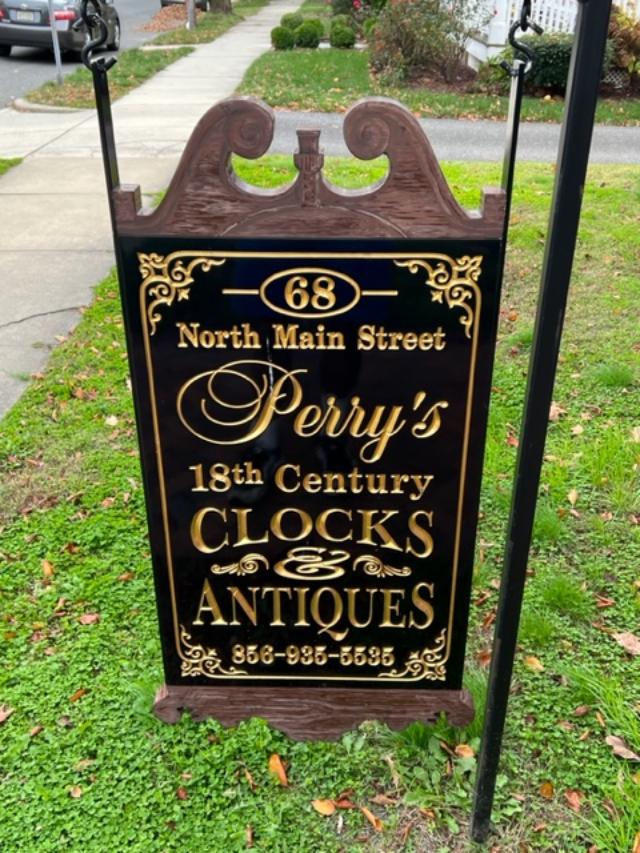 68
North Main Street
Perry's
18th Century
CLOCKS
&
ANTIQUES
856-935-5535